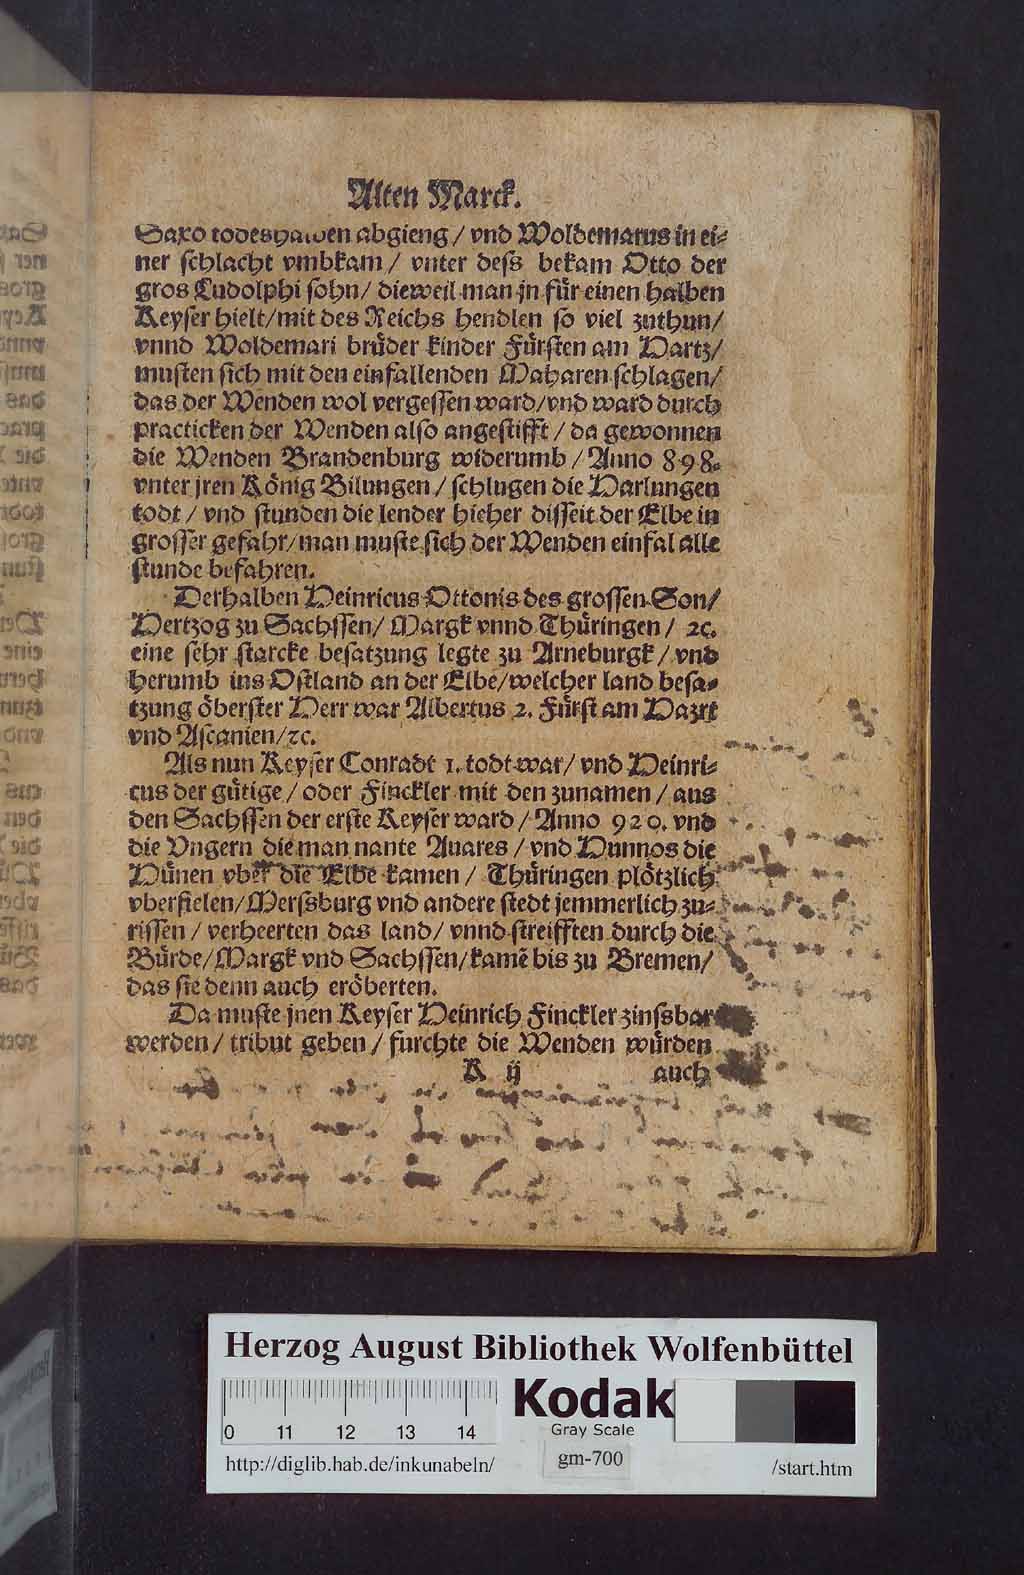 Alten Marck.
Saxo todeshalben abgieng / vnd Woldemarus in ei⸗
ner ſchlacht vmbkam / vnter deſs bekam Otto der
gros Ludolphi ſohn / dieweil man jn für einen halben
Keyſer hielt / mit des Reichs hendlen ſo viel zuthun /
vnnd Woldemari brüder kinder Fürſten am Hartz /
muſten ſich mit den einfallenden Maharen ſchlagen /
das der Wenden wol vergeſſen ward / vnd ward durch
practicken der Wenden alſo angeſtifft / da gewonnen
die Wenden Brandenburg widerumb / Anno 898.
vnter jren König Bilungen / ſchlugen die Harlungen
todt / vnd ſtunden die lender hieher diſſeit der Elbe in
groſſer gefahr / man muſte ſich der Wenden einfal alle
ſtunde befahren.
Derhalben Heinricus Ottonis des groſſen Son /
Hertzog zu Sachſſen / Margk vnnd Thüringen / ꝛc.
eine ſehr ſtarcke beſatzung legte zu Arneburgk / vnd
herumb ins Oſtland an der Elbe / welcher land beſa⸗
tzung öberſter Herr war Albertus 2. Fürſt am Hazrt
vnd Aſcanien / ꝛc.
Als nun Keyſer Conradt 1. todt war / vnd Heinri⸗
cus der gütige / oder Finckler mit den zunamen / aus
den Sachſſen der erſte Keyſer ward / Anno 920. vnd
die Vngern die man nante Auares / vnd Hunnos die
Hünen vber die Elbe kamen / Thüringen plötzlich
vberfielen / Merſsburg vnd andere ſtedt jemmerlich zu⸗
riſſen / verheerten das land / vnnd ſtreifften durch die
Bürde / Margk vnd Sachſſen / kamē bis zu Bremen /
das ſie denn auch eröberten.
Da muſte jnen Keyſer Heinrich Finckler zinſsbar
werden / tribut geben / furchte die Wenden würden
K ij auch
Herzog August Bibliothek Wolfenbüttel
Kodak
Gray Scale
0 11 12 13 14
http://diglib.hab.de/inkunabeln/ gm-700 /start.htm